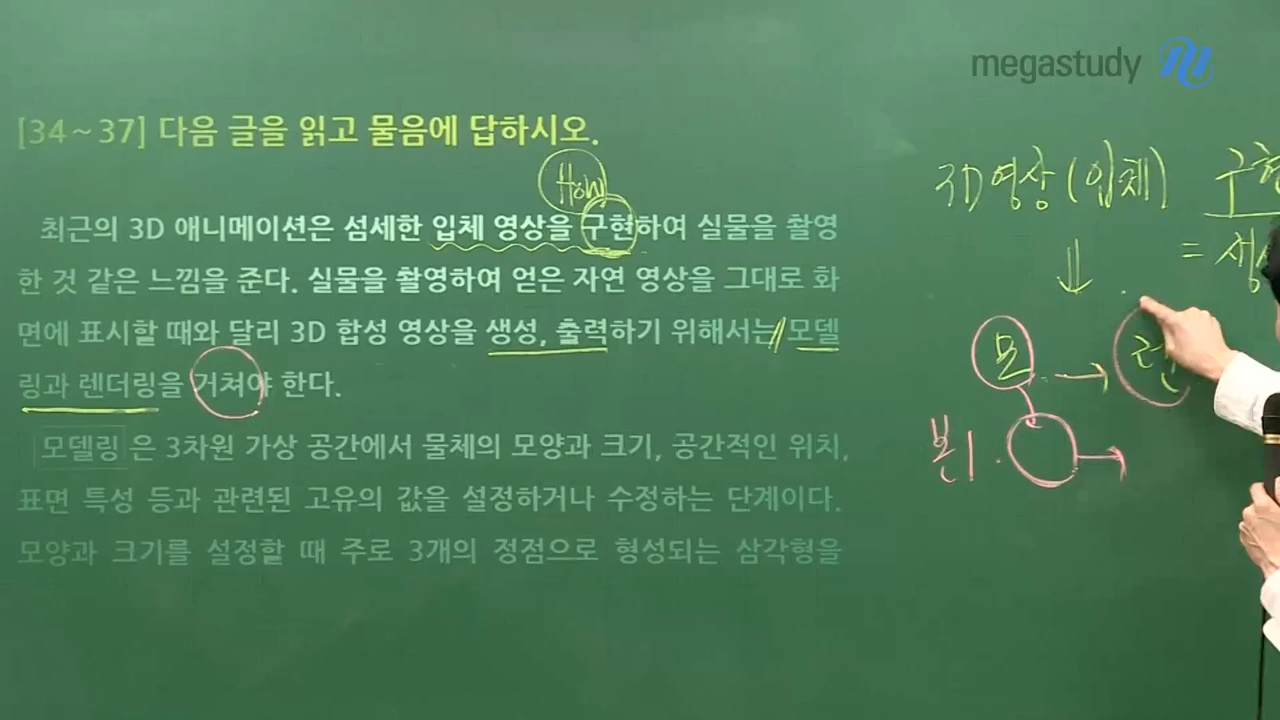 megastudy
[34~37] 다음 글을 읽고 물음에 답하시오.
How
최근의 3D 애니메이션은 섬세한 입체 영상을 구현하여 실물을 촬영
한 것 같은 느낌을 준다. 실물을 촬영하여 얻은 자연 영상을 그대로 화
면에 표시할 때와 달리 3D 합성 영상을 생성, 출력하기 위해서는 모델
링과 렌더링을 거쳐야 한다.
모델링은 3차원 가상 공간에서 물체의 모양과 크기, 공간적인 위치,
표면 특성 등과 관련된 고유의 값을 설정하거나 수정하는 단계이다.
모양과 크기를 설정할 때 주로 3개의 정점으로 형성되는 삼각형을
3D 영상 (입체) 구현
= 생
모 → 렌
본1.